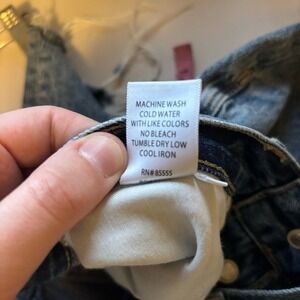 MACHINE WASH
COLD WATER
WITH LIKE COLORS
NO BLEACH
TUMBLE DRY LOW
COOL IRON
RN# 85555